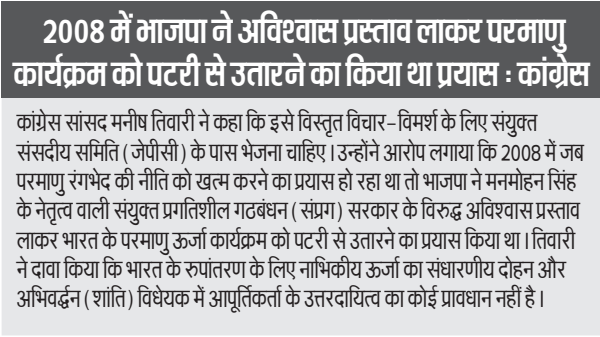 2008 में भाजपा ने अविश्वास प्रस्ताव लाकर परमाणु
कार्यक्रम को पटरी से उतारने का किया था प्रयास : कांग्रेस
कांग्रेस सांसद मनीष तिवारी ने कहा कि इसे विस्तृत विचार-विमर्श के लिए संयुक्त
संसदीय समिति (जेपीसी) के पास भेजना चाहिए। उन्होंने आरोप लगाया कि 2008 में जब
परमाणु रंगभेद की नीति को खत्म करने का प्रयास हो रहा था तो भाजपा ने मनमोहन सिंह
के नेतृत्व वाली संयुक्त प्रगतिशील गठबंधन (संप्रग) सरकार के विरुद्ध अविश्वास प्रस्ताव
लाकर भारत के परमाणु ऊर्जा कार्यक्रम को पटरी से उतारने का प्रयास किया था। तिवारी
ने दावा किया कि भारत के रुपांतरण के लिए नाभिकीय ऊर्जा का संधारणीय दोहन और
अभिवर्द्धन (शांति) विधेयक में आपूर्तिकर्ता के उत्तरदायित्व का कोई प्रावधान नहीं है।